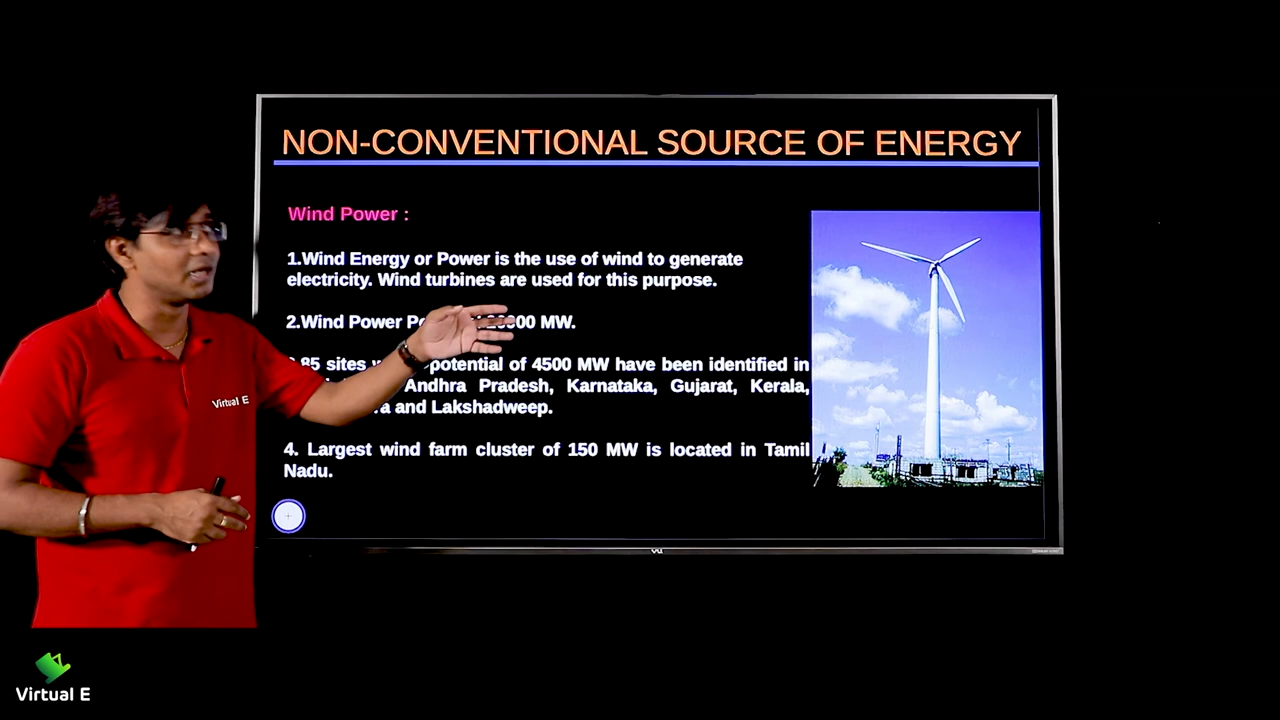 NON-CONVENTIONAL SOURCE OF ENERGY
Wind Power :
1.Wind Energy or Power is the use of wind to generate
electricity. Wind turbines are used for this purpose.
2.Wind Power MW.
85 sites potential of 4500 MW have been identified in
Andhra Pradesh, Karnataka, Gujarat, Kerala,
and Lakshadweep.
4. Largest wind farm cluster of 150 MW is located in Tamil
Nadu.
Virtual E
vu
Virtual E